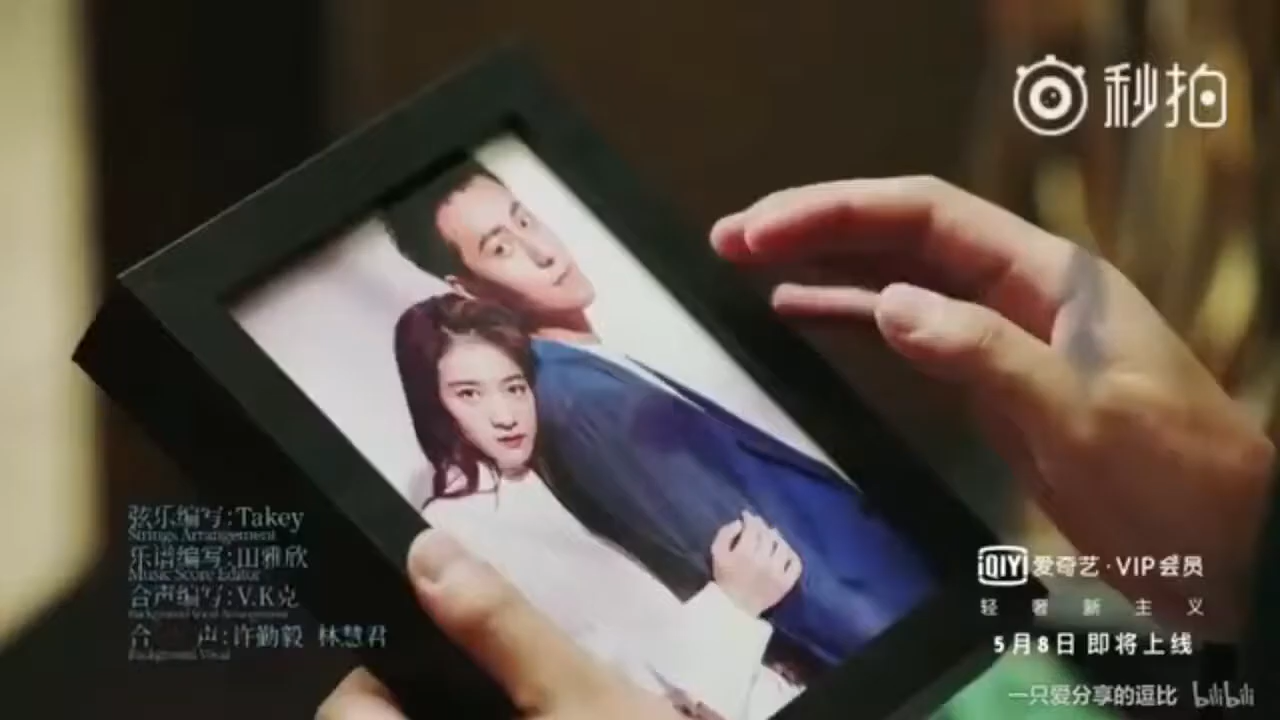 秒拍
弦乐编写:Takey
Strings Arrangement
乐谱编写:田雅欣
Music Score Editor
合声编写:V.K克
Background Vocal Arrangement
合声:许勤毅 林慧君
Background Vocal
iQIYI 爱奇艺·VIP会员
轻奢新主义
5月8日 即将上线
一只爱分享的逗比 bilibili